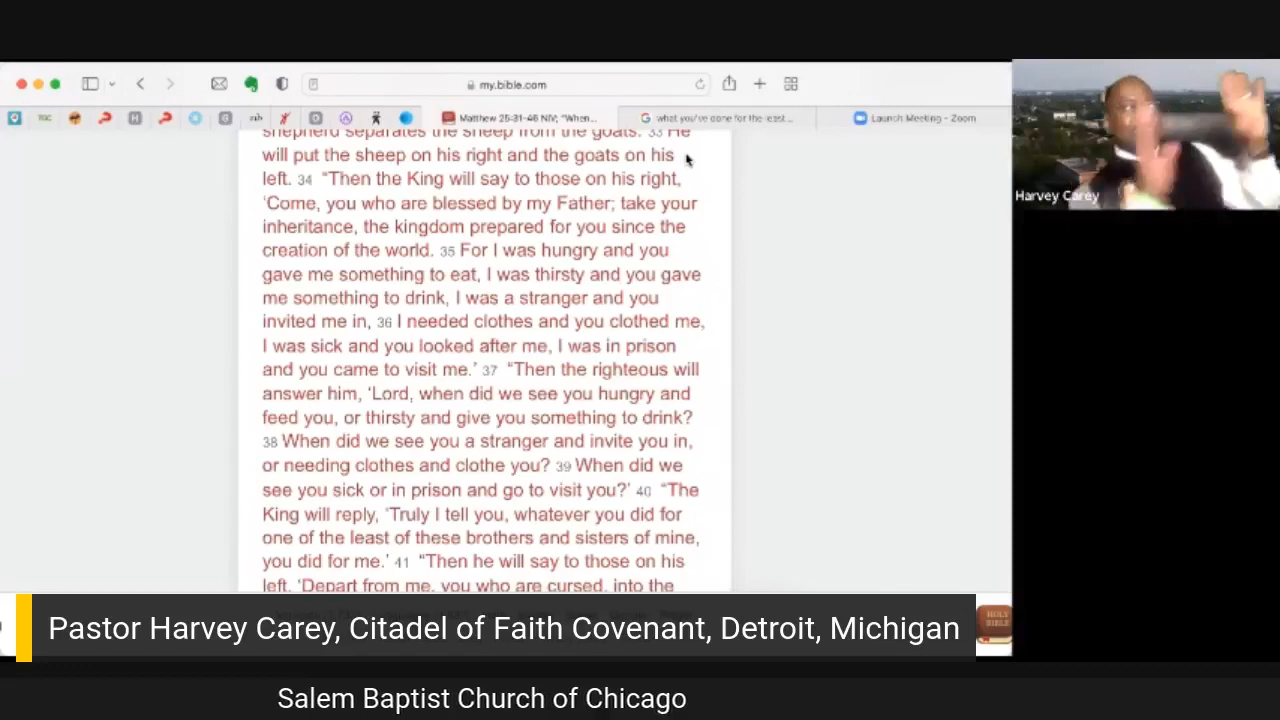 my.bible.com
Matthew 25:31-46 NIV; "When...
what you've done for the least...
Launch Meeting - Zoom
shepherd separates the sheep from the goats. 33 He
will put the sheep on his right and the goats on his
left. 34 “Then the King will say to those on his right,
‘Come, you who are blessed by my Father; take your
inheritance, the kingdom prepared for you since the
creation of the world. 35 For I was hungry and you
gave me something to eat, I was thirsty and you gave
me something to drink, I was a stranger and you
invited me in, 36 I needed clothes and you clothed me,
I was sick and you looked after me, I was in prison
and you came to visit me.’ 37 “Then the righteous will
answer him, ‘Lord, when did we see you hungry and
feed you, or thirsty and give you something to drink?
38 When did we see you a stranger and invite you in,
or needing clothes and clothe you? 39 When did we
see you sick or in prison and go to visit you?’ 40 “The
King will reply, ‘Truly I tell you, whatever you did for
one of the least of these brothers and sisters of mine,
you did for me.’ 41 “Then he will say to those on his
left, ‘Depart from me, you who are cursed, into the
Harvey Carey
HOLY
BIBLE
Pastor Harvey Carey, Citadel of Faith Covenant, Detroit, Michigan
Salem Baptist Church of Chicago